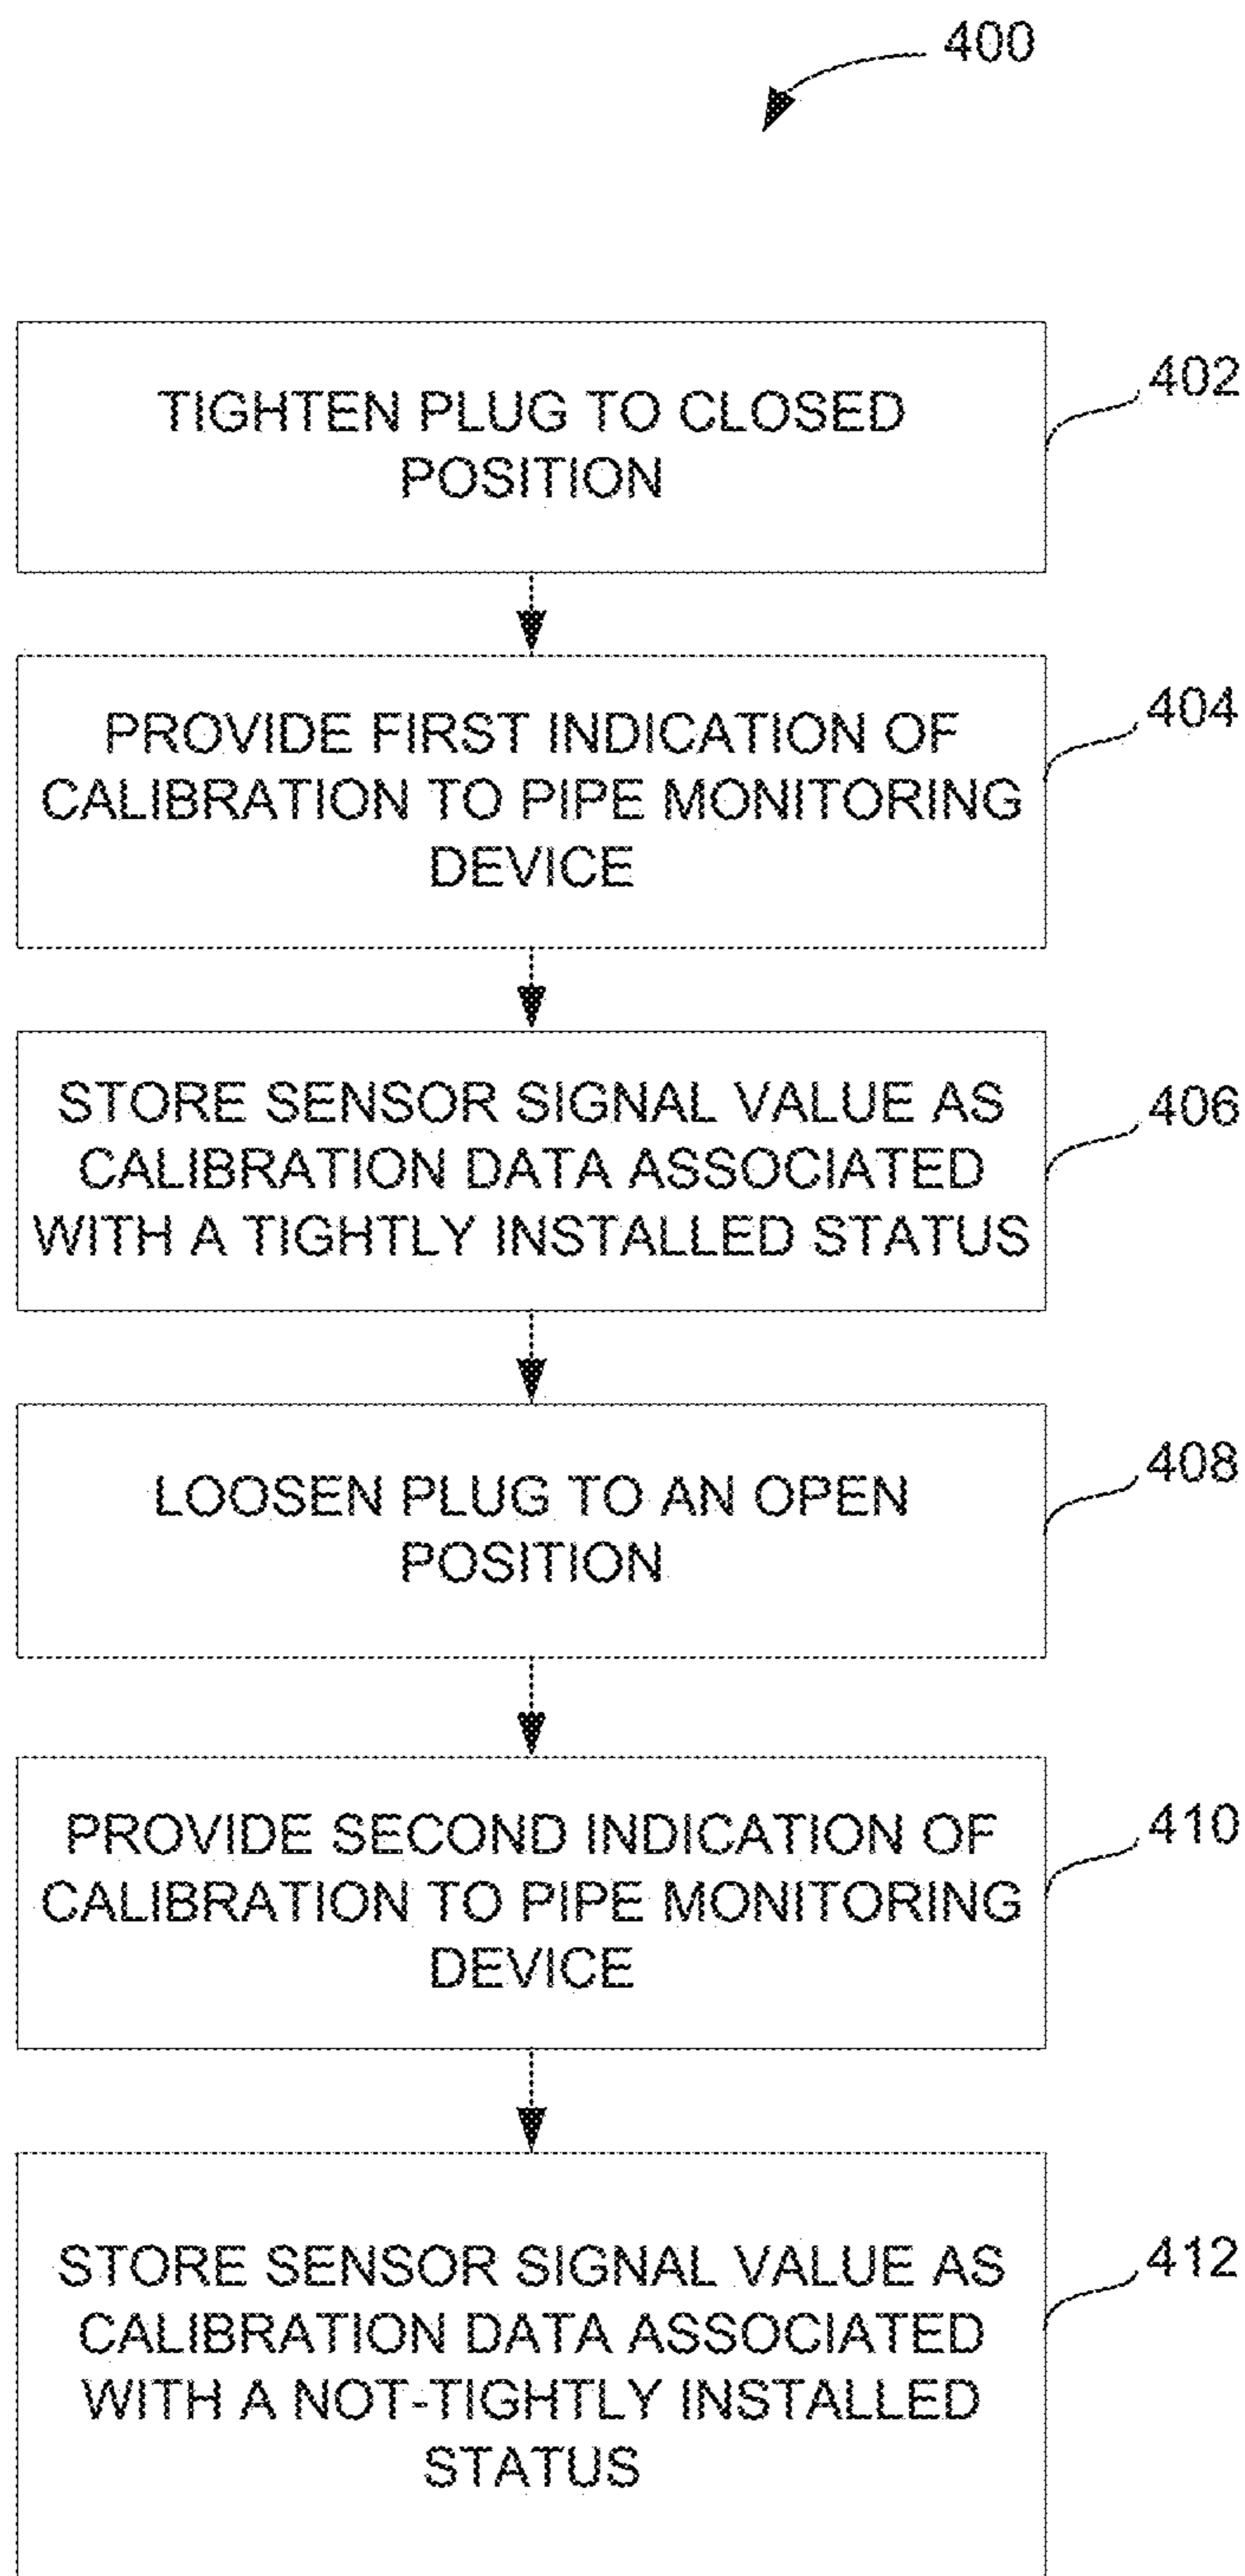 400
TIGHTEN PLUG TO CLOSED
POSITION
402
PROVIDE FIRST INDICATION OF
CALIBRATION TO PIPE MONITORING
DEVICE
404
STORE SENSOR SIGNAL VALUE AS
CALIBRATION DATA ASSOCIATED
WITH A TIGHTLY INSTALLED STATUS
406
LOOSEN PLUG TO AN OPEN
POSITION
408
PROVIDE SECOND INDICATION OF
CALIBRATION TO PIPE MONITORING
DEVICE
410
STORE SENSOR SIGNAL VALUE AS
CALIBRATION DATA ASSOCIATED
WITH A NOT-TIGHTLY INSTALLED
STATUS
412